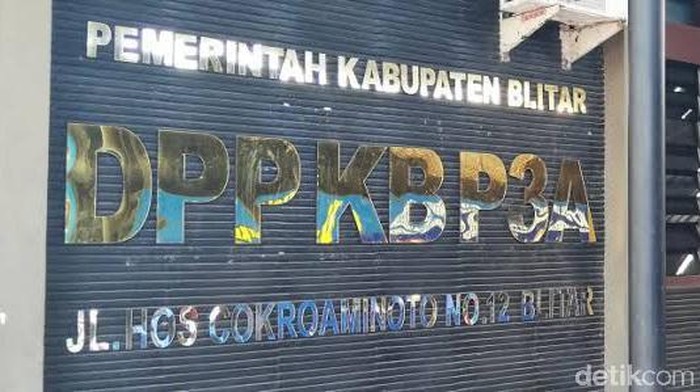 PEMERINTAH KABUPATEN BLITAR
DPPKBP3A
JL.HOS COKROAMINOTO NO.12 BLITAR
detikcom